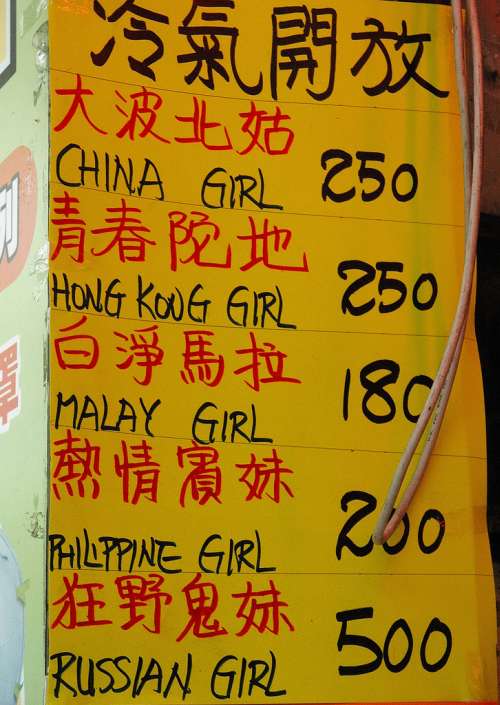 冷氣開放
大波北姑
CHINA GIRL 250
青春陀地
HONG KONG GIRL 250
白淨馬拉
MALAY GIRL 180
熱情賓妹
PHILIPPINE GIRL 200
狂野鬼妹
RUSSIAN GIRL 500
列
罩